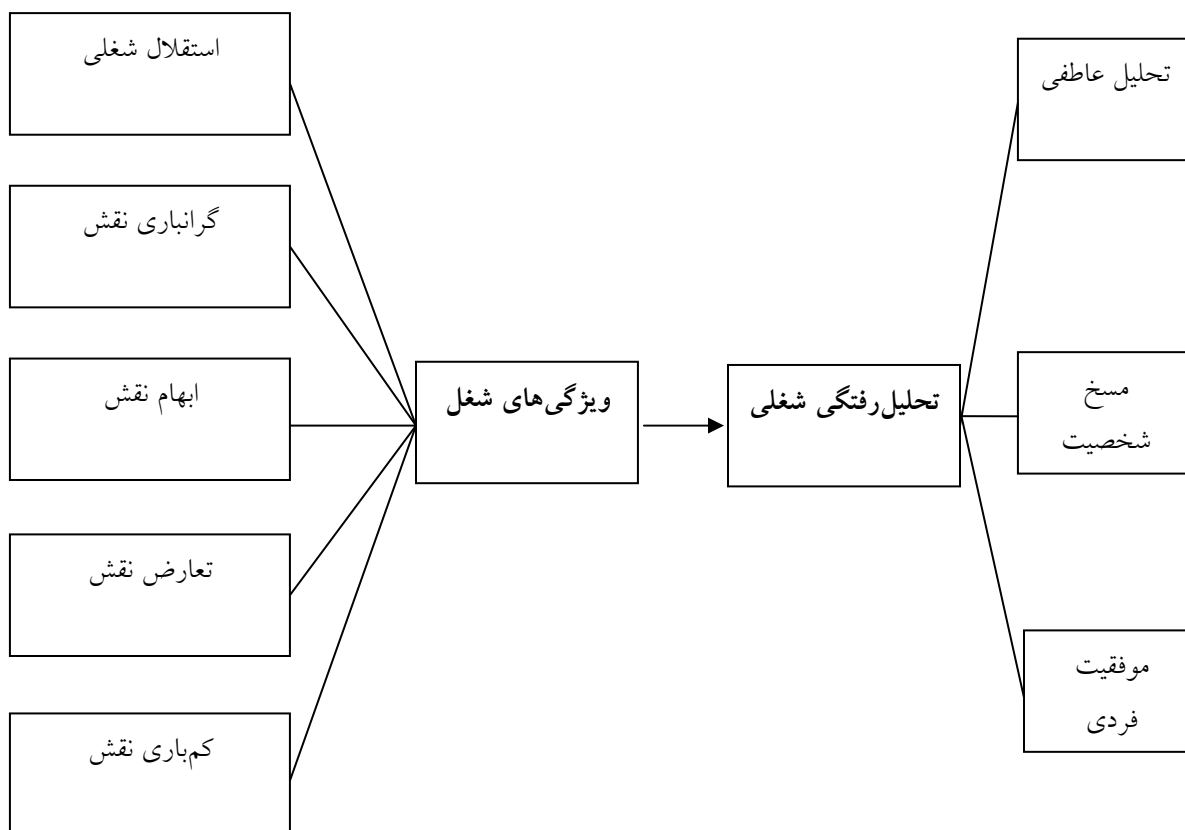 استقلال شغلی
گرانباری نقش
ابهام نقش
تعارض نقش
کم‌باری نقش
ویژگی‌های شغل
تحلیل‌رفتگی شغلی
تحلیل عاطفی
مسخ
شخصیت
موفقیت
فردی